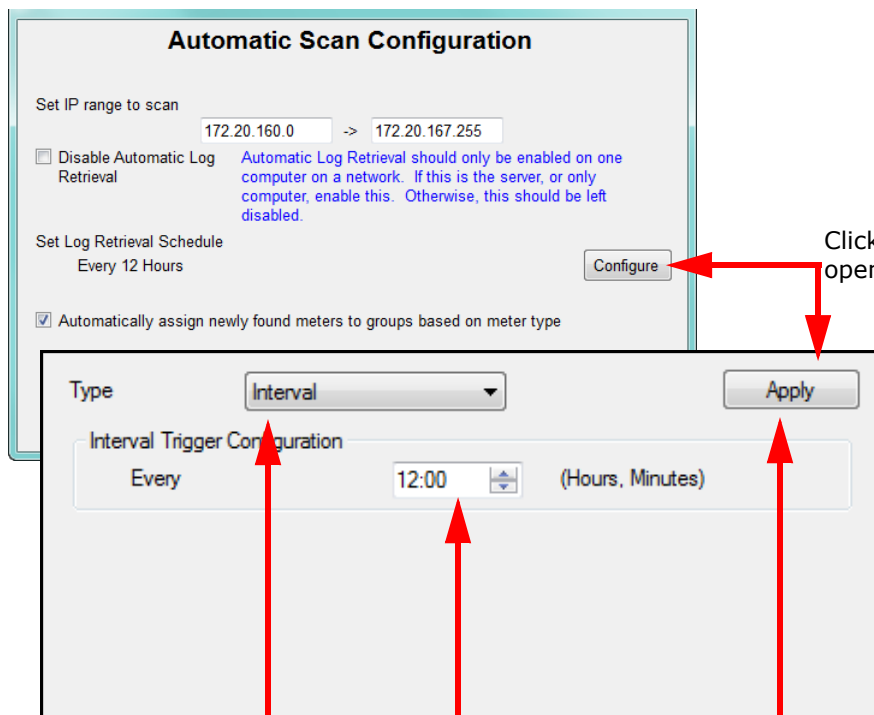 Automatic Scan Configuration
Set IP range to scan
172.20.160.0 -> 172.20.167.255
Disable Automatic Log
Retrieval
Automatic Log Retrieval should only be enabled on one
computer on a network. If this is the server, or only
computer, enable this. Otherwise, this should be left
disabled.
Set Log Retrieval Schedule
Every 12 Hours
Configure
Automatically assign newly found meters to groups based on meter type
Type
Interval
Apply
Interval Trigger Configuration
Every
12:00
(Hours, Minutes)